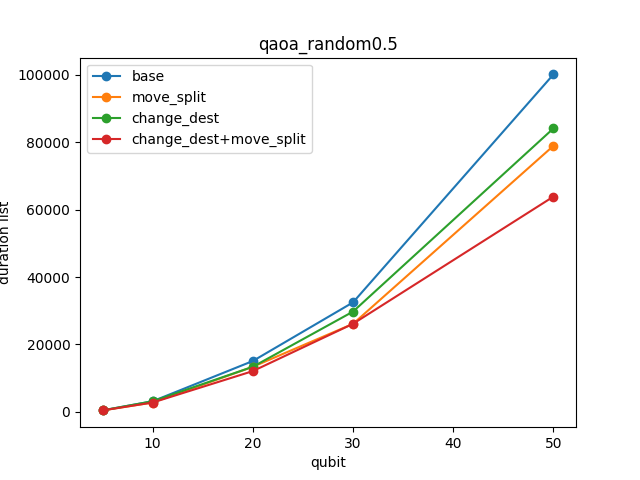 qaoa_random0.5
base
move_split
change_dest
change_dest+move_split
duration list
100000
80000
60000
40000
20000
0
10
20
30
40
50
qubit